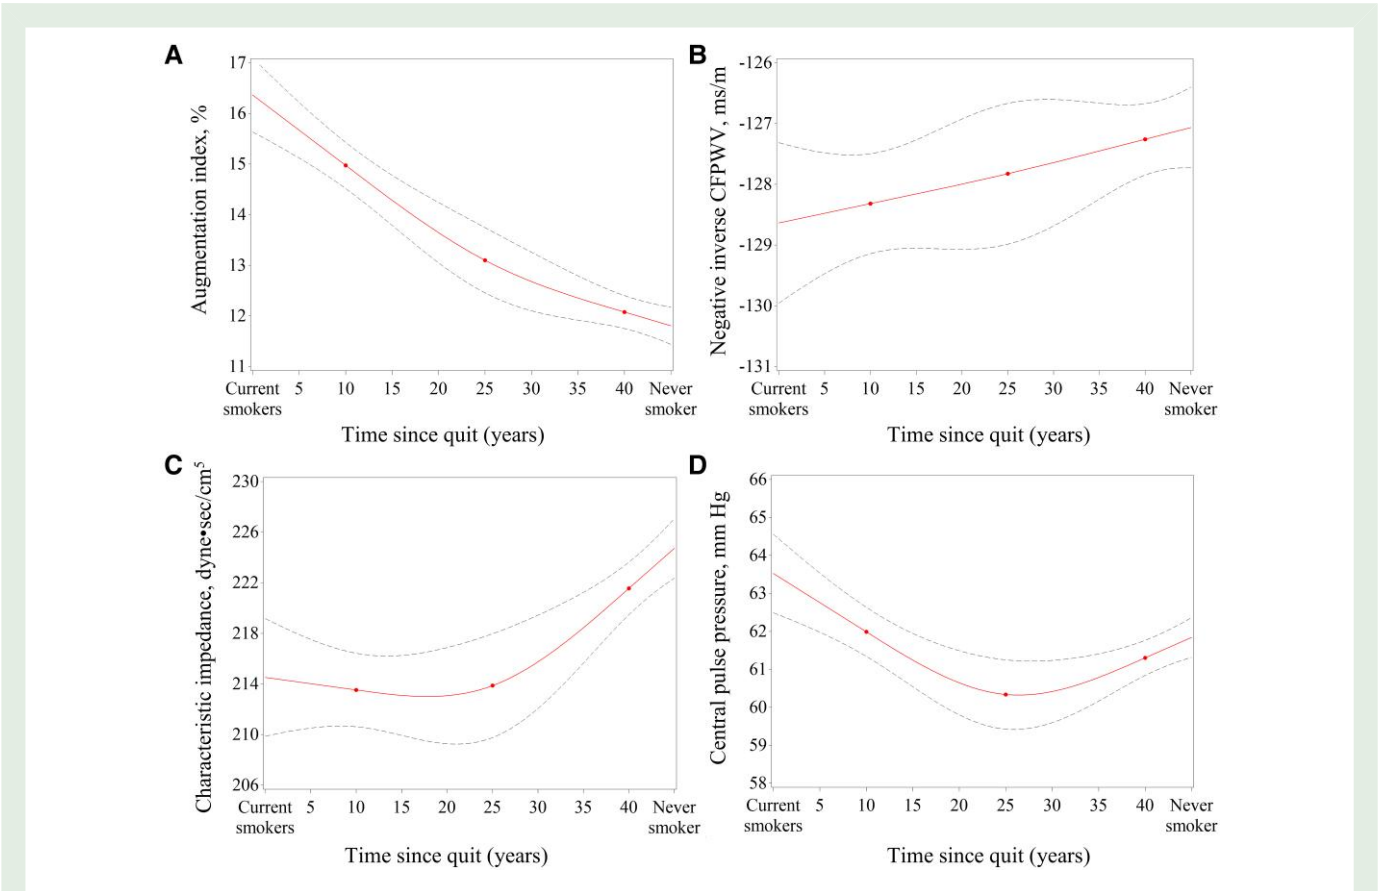 A
Augmentation index, %
17
16
15
14
13
12
11
Current smokers 5 10 15 20 25 30 35 40 Never smoker
Time since quit (years)
B
Negative inverse CFPWV, ms/m
-126
-127
-128
-129
-130
-131
Current smokers 5 10 15 20 25 30 35 40 Never smoker
Time since quit (years)
C
Characteristic impedance, dyne•sec/cm⁵
230
226
222
218
214
210
206
Current smokers 5 10 15 20 25 30 35 40 Never smoker
Time since quit (years)
D
Central pulse pressure, mm Hg
66
65
64
63
62
61
60
59
58
Current smokers 5 10 15 20 25 30 35 40 Never smoker
Time since quit (years)